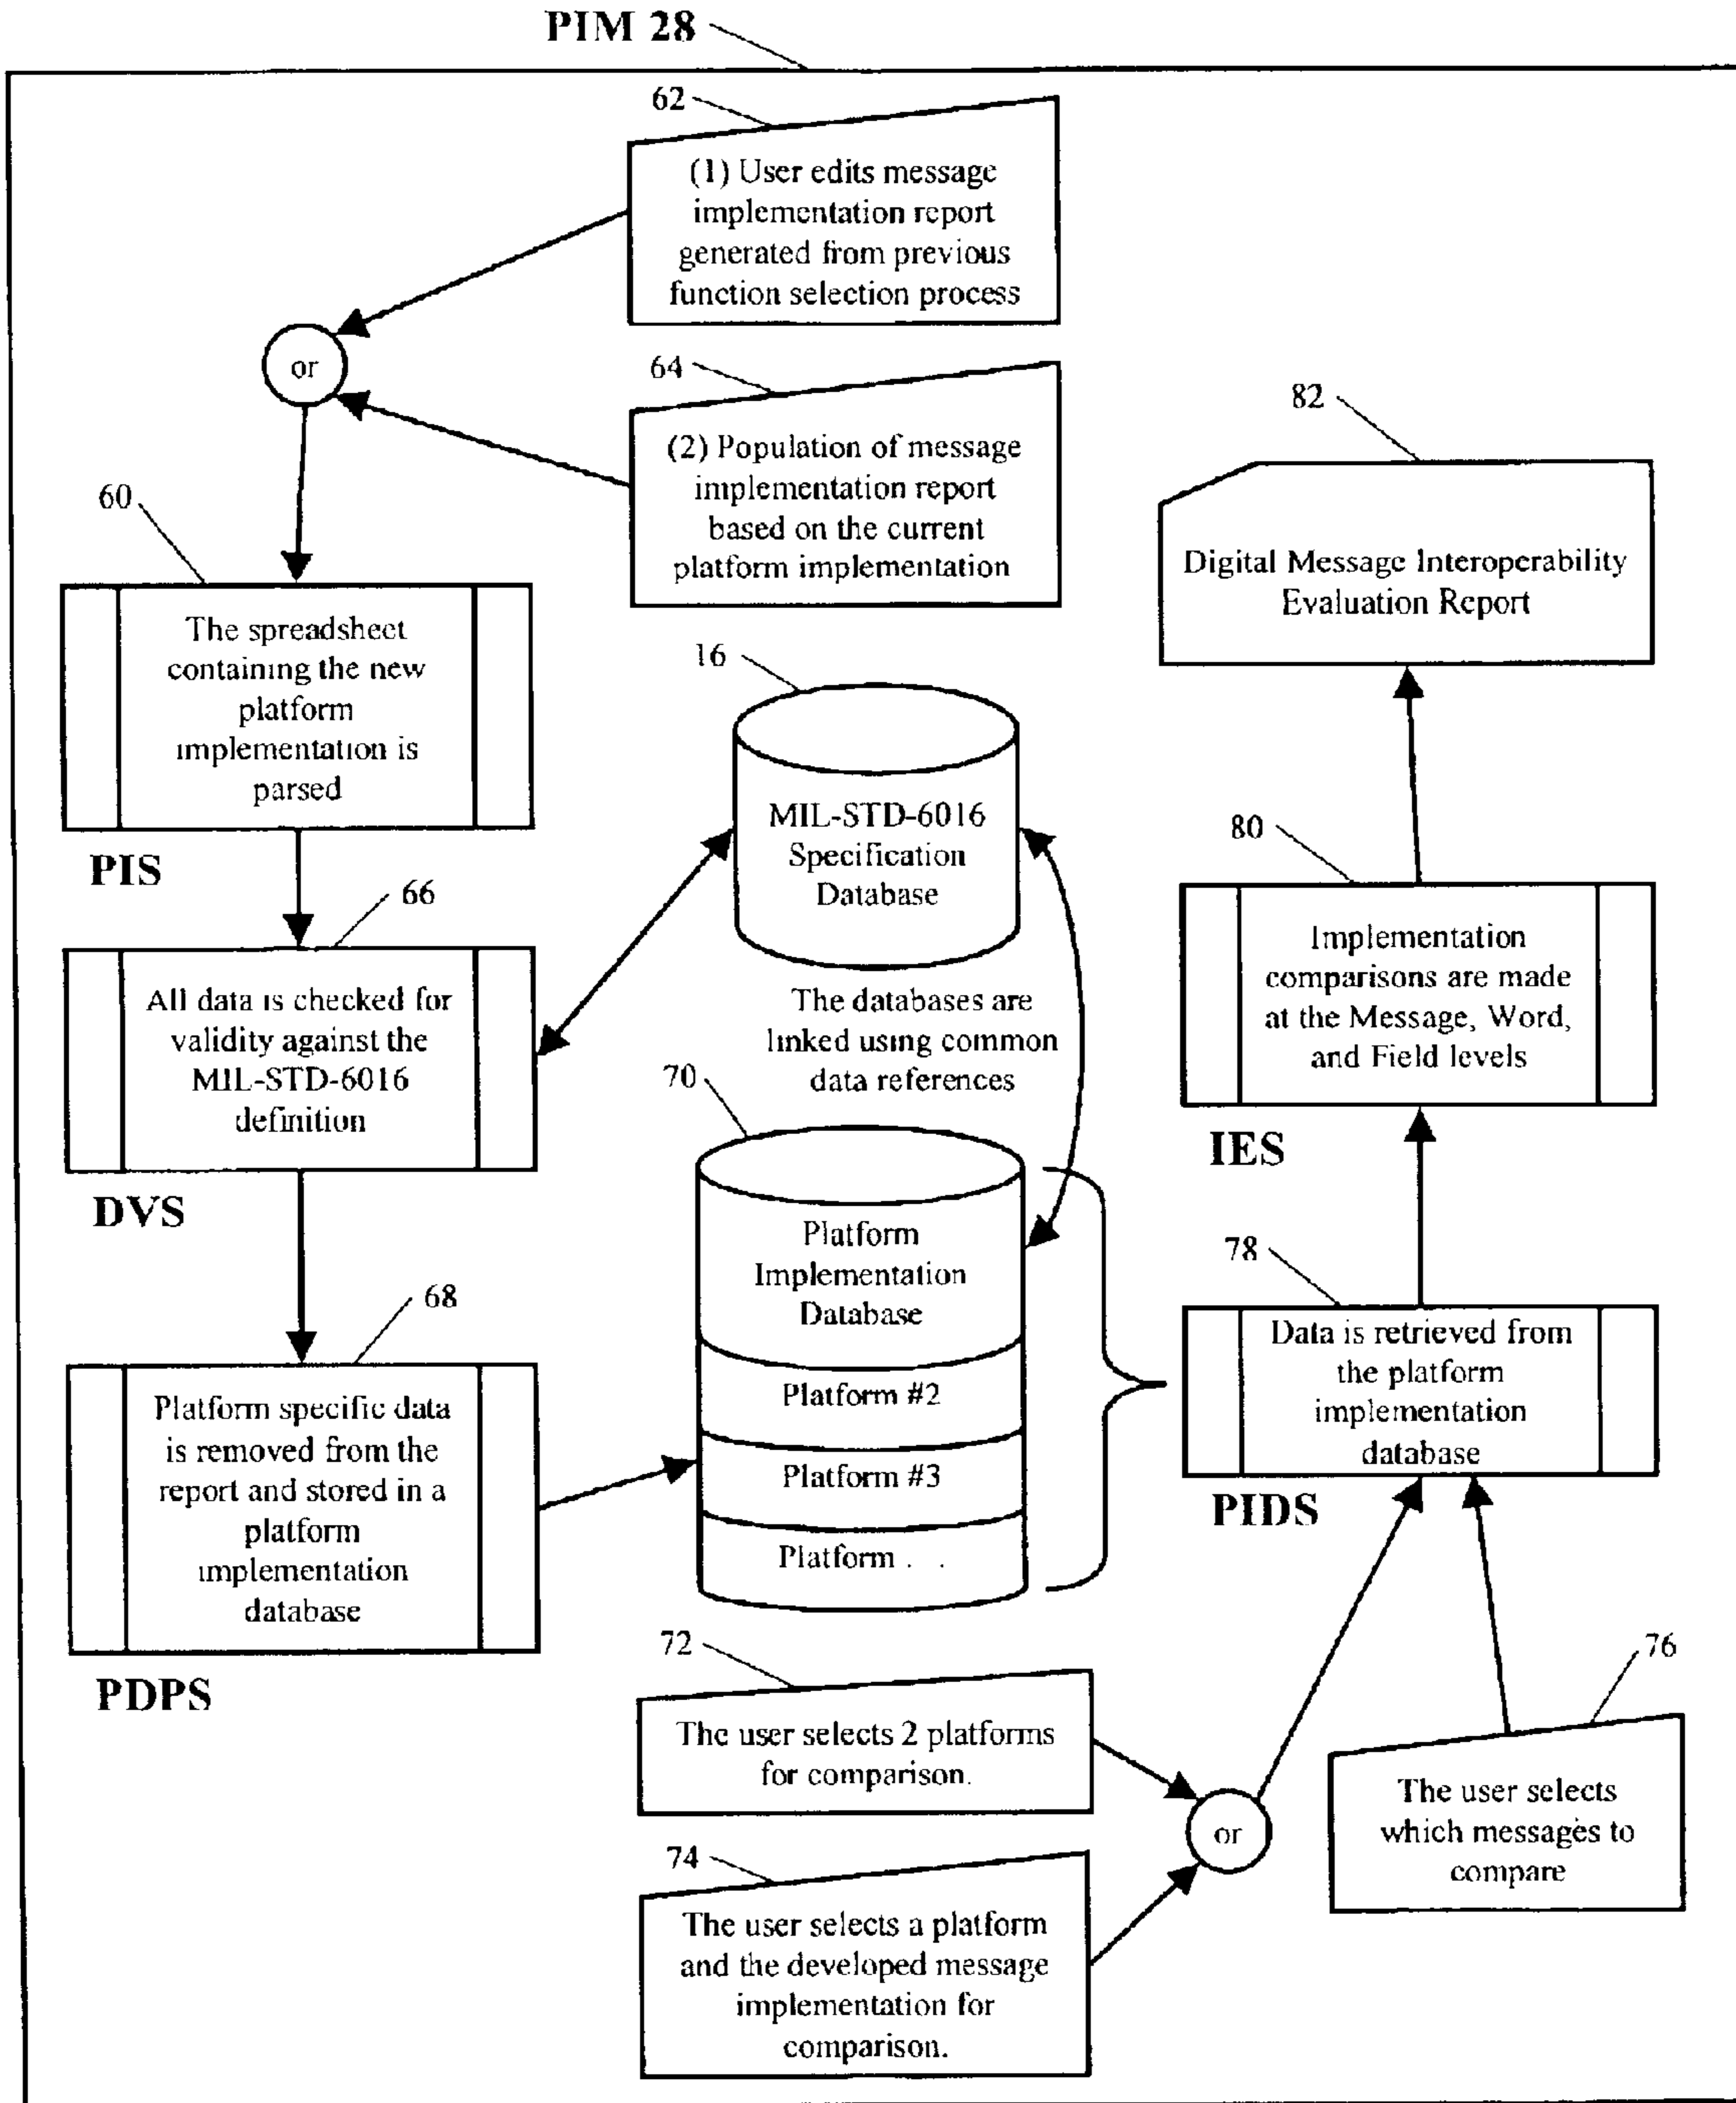 PIM 28
62
(1) User edits message
implementation report
generated from previous
function selection process
or
64
(2) Population of message
implementation report
based on the current
platform implementation
82
Digital Message Interoperability
Evaluation Report
60
The spreadsheet
containing the new
platform
implementation is
parsed
PIS
16
MIL-STD-6016
Specification
Database
80
Implementation
comparisons are made
at the Message, Word,
and Field levels
IES
66
All data is checked for
validity against the
MIL-STD-6016
definition
DVS
The databases are
linked using common
data references
70
Platform
Implementation
Database
Platform #2
Platform #3
Platform . .
78
Data is retrieved from
the platform
implementation
database
PIDS
68
Platform specific data
is removed from the
report and stored in a
platform
implementation
database
PDPS
72
The user selects 2 platforms
for comparison.
or
76
The user selects
which messages to
compare
74
The user selects a platform
and the developed message
implementation for
comparison.